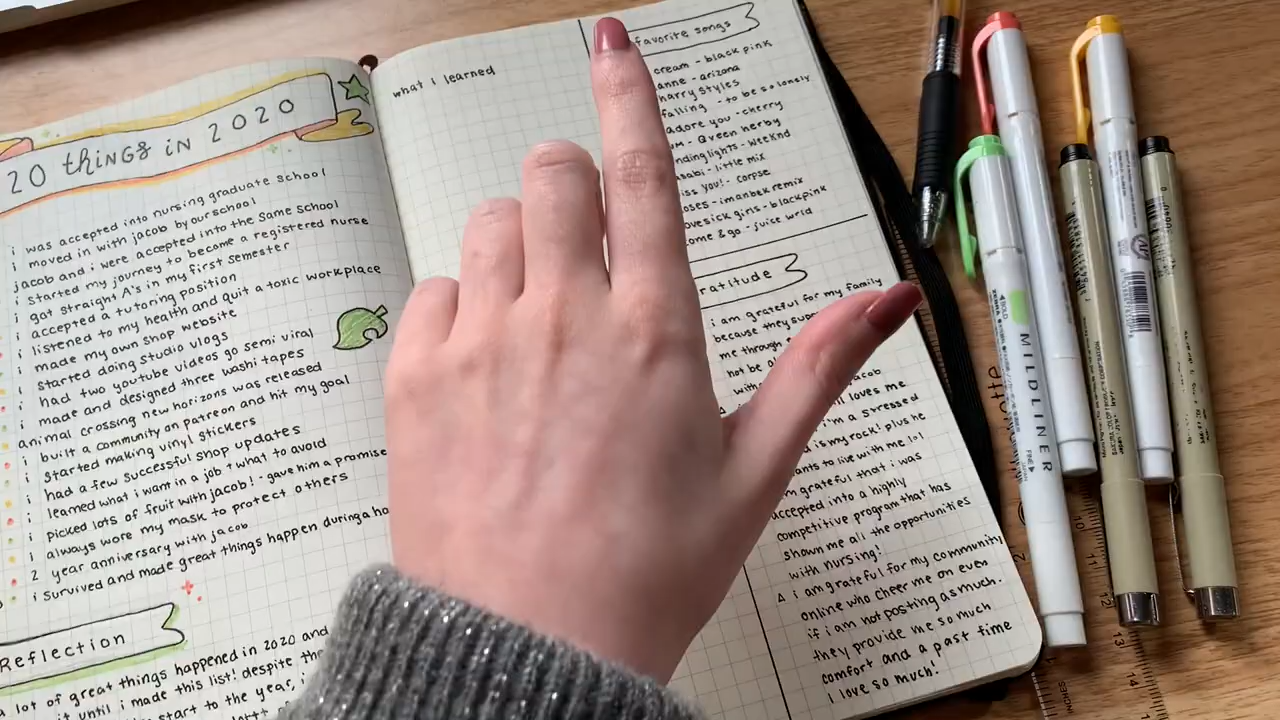 20 things in 2020
i was accepted into nursing graduate school
i moved in with jacob by our school
jacob and i were accepted into the same school
i started my journey to become a registered nurse
i got straight A's in my first semester
i accepted a tutoring position
i listened to my health and quit a toxic workplace
i made my own shop website
i started doing studio vlogs
i had two youtube videos go semi viral
i made and designed three washi tapes
animal crossing new horizons was released
i built a community on patreon and hit my goal
i started making vinyl stickers
i had a few successful shop updates
i learned what i want in a job + what to avoid
i picked lots of fruit with jacob! - gave him a promise
i always wore my mask to protect others
2 year anniversary with jacob
i survived and made great things happen during a
Reflection
lot of great things happened in 2020 and
it until i made this list! despite the
start to the year,
what I learned
favorite songs
cream - black pink
anne - arizona
harry styles
falling - to be so lonely
adore you - cherry
- Qveen herby
lights - weeknd
- little mix
iss you! - corpse
oses - imanbek remix
sick girls - blackpink
ome & go - juice wrld
ratitude
i am grateful for my family
because they
me through
not be
with
jacob
loves me
i'm a stressed
is my rock! plus he
ants to live with me lol
grateful that i was
accepted into a highly
competitive program that has
shown me all the opportunities
with nursing!
i am grateful for my community
online who cheer me on even
if i am not posting as much.
they provide me so much
comfort and a past time
I love so much!
ZEBRA
MILDLINER
FINE
10
11
12
13
14
INCHES